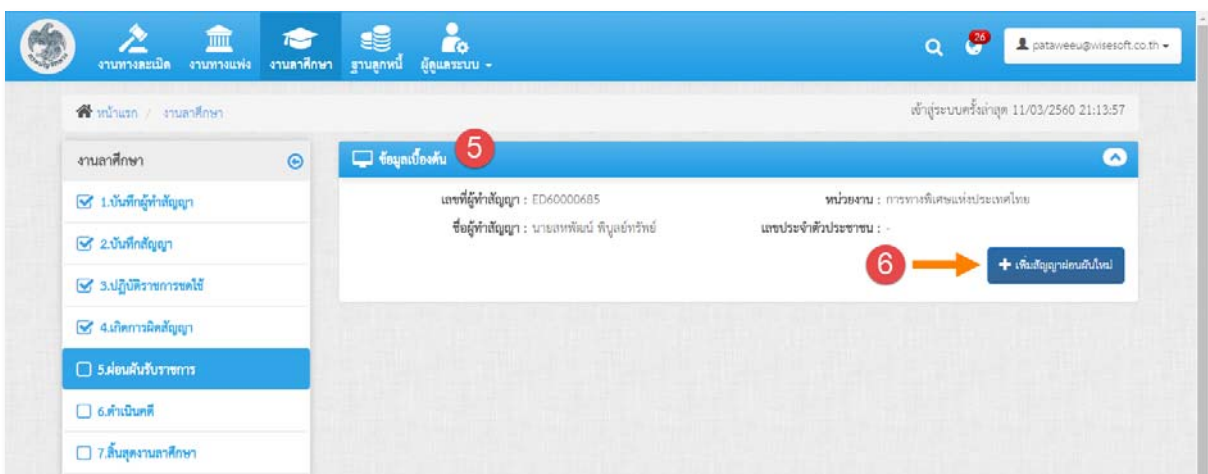 งานทางละเมิด งานทางแพ่ง งานลาศึกษา ฐานลูกหนี้ ผู้ดูแลระบบ
26
pataweeu@wisesoft.co.th
หน้าแรก / งานลาศึกษา
เข้าสู่ระบบครั้งล่าสุด 11/03/2560 21:13:57
งานลาศึกษา
1.บันทึกผู้ทำสัญญา
2.บันทึกสัญญา
3.ปฏิบัติราชการชดใช้
4.เกิดการผิดสัญญา
5.ผ่อนผันรับราชการ
6.ดำเนินคดี
7.สิ้นสุดงานลาศึกษา
ข้อมูลเบื้องต้น 5
เลขที่ผู้ทำสัญญา : ED60000685 หน่วยงาน : การทางพิเศษแห่งประเทศไทย
ชื่อผู้ทำสัญญา : นายสหพัฒน์ พิบูลย์ทรัพย์ เลขประจำตัวประชาชน : -
6 + เพิ่มสัญญาผ่อนผันใหม่